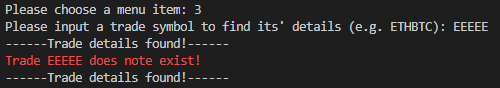 Please choose a menu item: 3
Please input a trade symbol to find its' details (e.g. ETHBTC): EEEEE
------Trade details found!------
Trade EEEEE does note exist!
------Trade details found!------